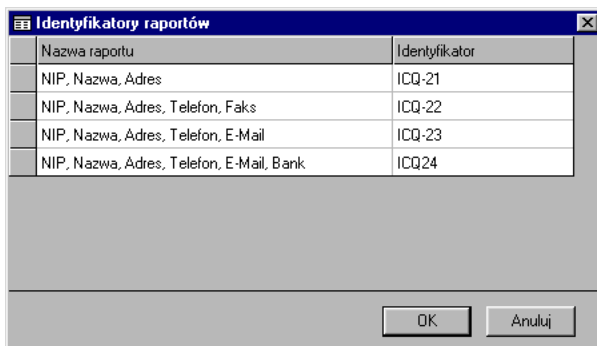 Identyfikatory raportów
Nazwa raportu Identyfikator
NIP, Nazwa, Adres ICQ-21
NIP, Nazwa, Adres, Telefon, Faks ICQ-22
NIP, Nazwa, Adres, Telefon, E-Mail ICQ-23
NIP, Nazwa, Adres, Telefon, E-Mail, Bank ICQ24
OK Anuluj